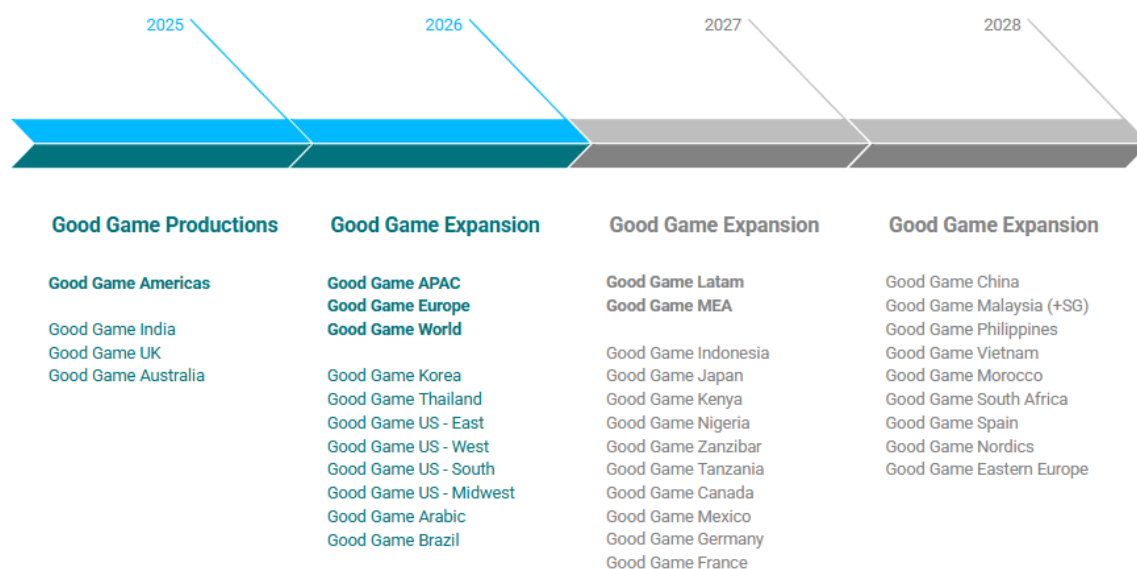 2025
2026
2027
2028
Good Game Productions
Good Game Americas
Good Game India
Good Game UK
Good Game Australia
Good Game Expansion
Good Game APAC
Good Game Europe
Good Game World
Good Game Korea
Good Game Thailand
Good Game US - East
Good Game US - West
Good Game US - South
Good Game US - Midwest
Good Game Arabic
Good Game Brazil
Good Game Expansion
Good Game Latam
Good Game MEA
Good Game Indonesia
Good Game Japan
Good Game Kenya
Good Game Nigeria
Good Game Zanzibar
Good Game Tanzania
Good Game Canada
Good Game Mexico
Good Game Germany
Good Game France
Good Game Expansion
Good Game China
Good Game Malaysia (+SG)
Good Game Philippines
Good Game Vietnam
Good Game Morocco
Good Game South Africa
Good Game Spain
Good Game Nordics
Good Game Eastern Europe